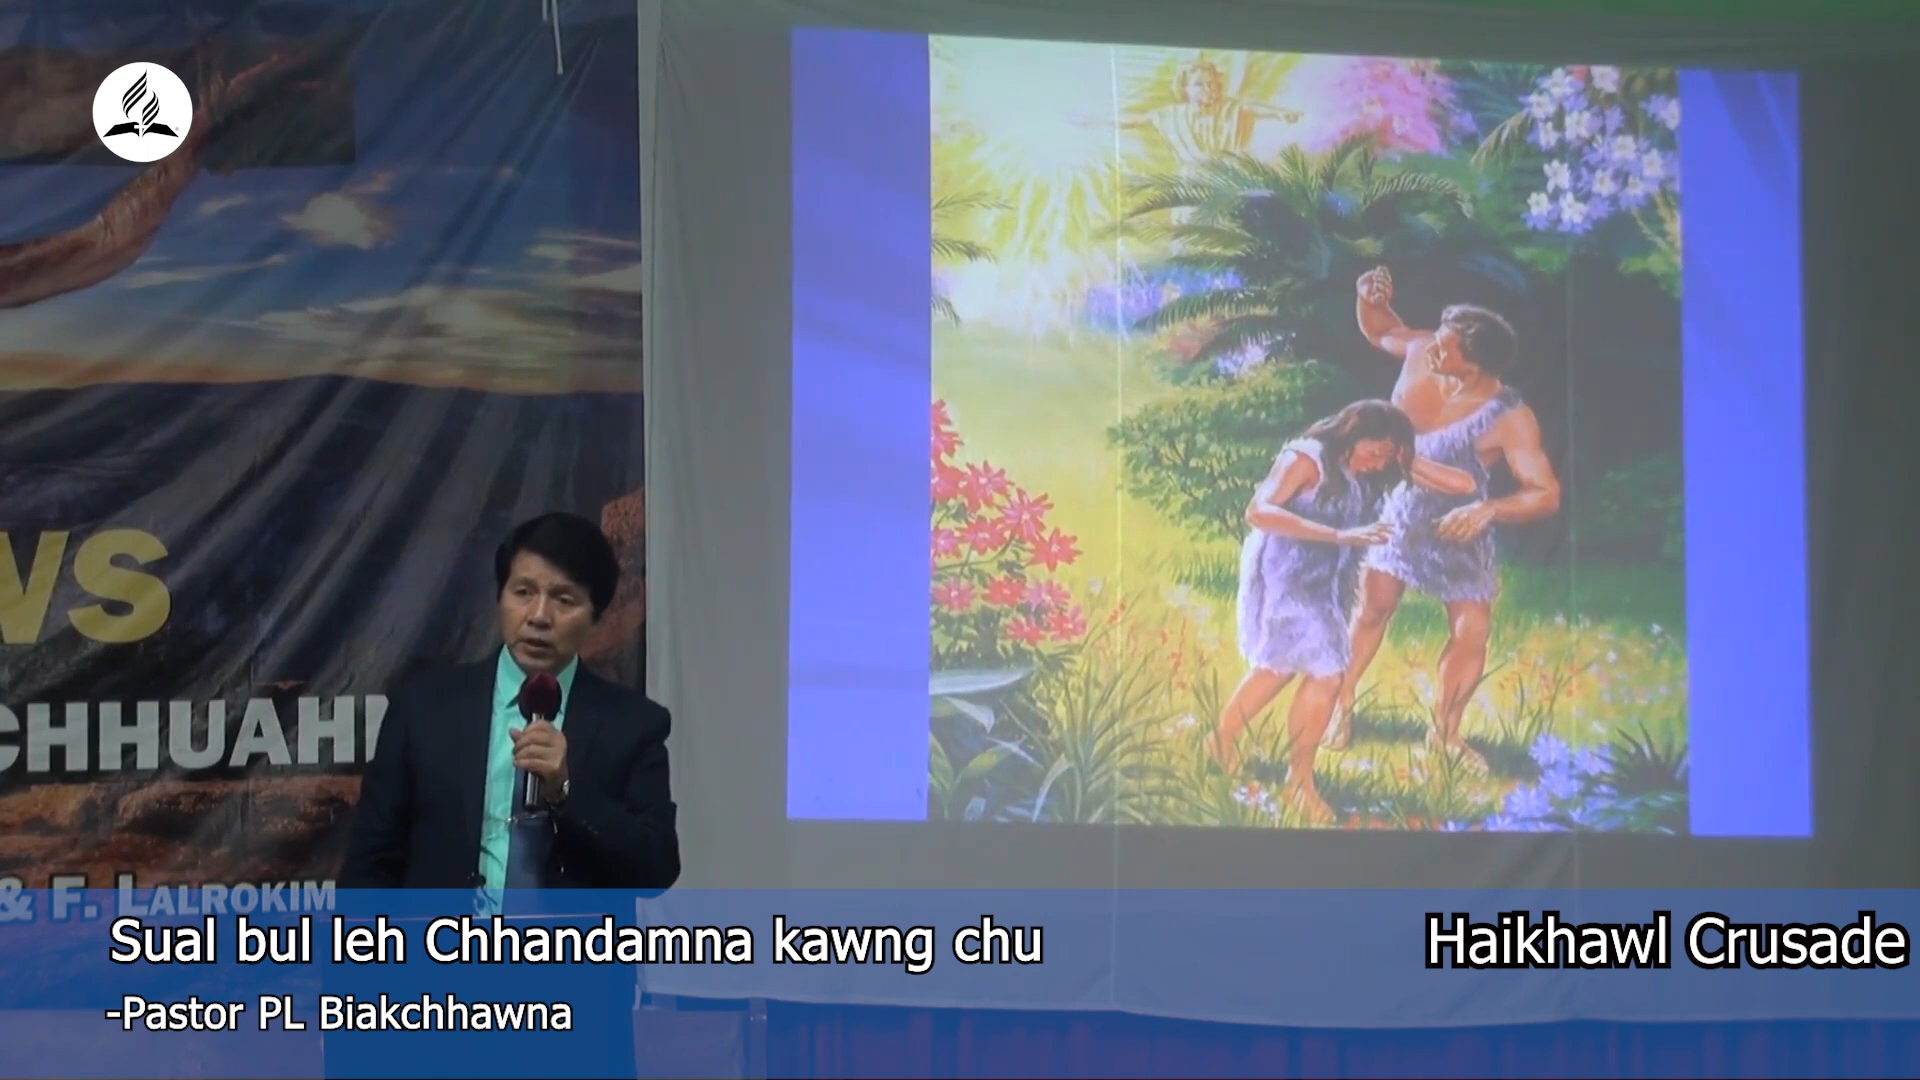 WS
CHHUAH
& F. LALROKIM
Sual bul leh Chhandamna kawng chu
Haikhawl Crusade
-Pastor PL Biakchhawna